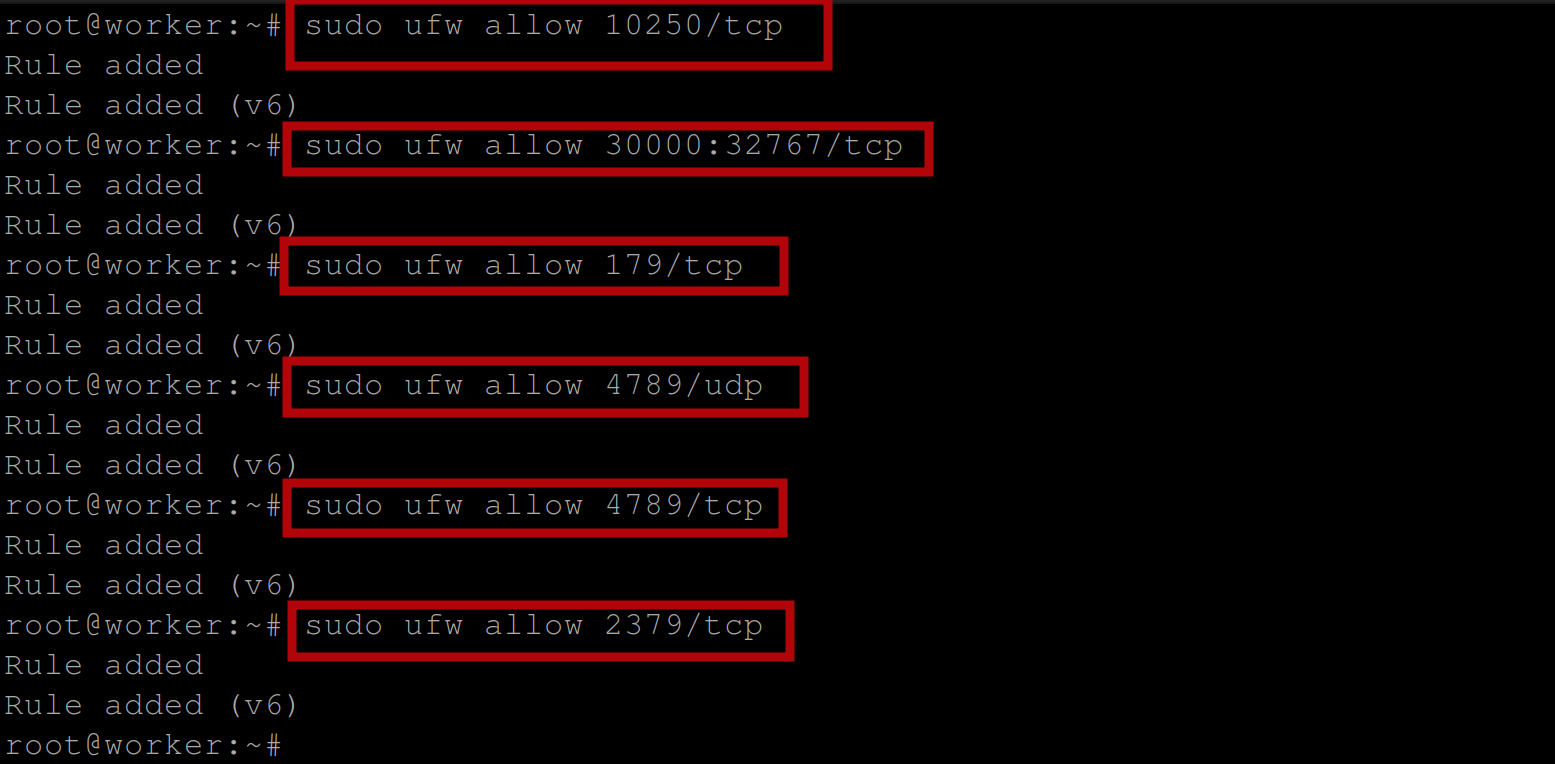 root@worker:~# sudo ufw allow 10250/tcp
Rule added
Rule added (v6)
root@worker:~# sudo ufw allow 30000:32767/tcp
Rule added
Rule added (v6)
root@worker:~# sudo ufw allow 179/tcp
Rule added
Rule added (v6)
root@worker:~# sudo ufw allow 4789/udp
Rule added
Rule added (v6)
root@worker:~# sudo ufw allow 4789/tcp
Rule added
Rule added (v6)
root@worker:~# sudo ufw allow 2379/tcp
Rule added
Rule added (v6)
root@worker:~#